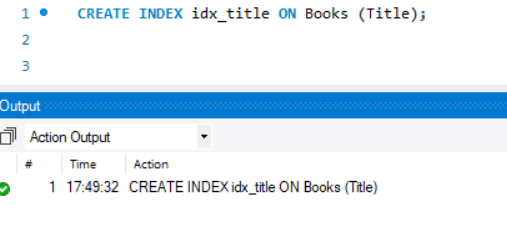 1 CREATE INDEX idx_title ON Books (Title);
2
3
Output
Action Output
# Time Action
1 17:49:32 CREATE INDEX idx_title ON Books (Title)